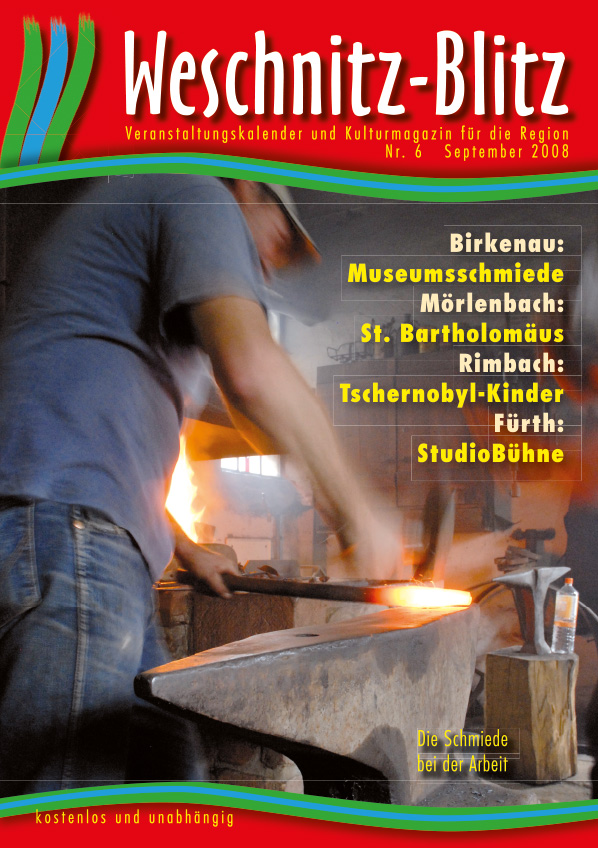 Weschnitz-Blitz
Veranstaltungskalender und Kulturmagazin für die Region
Nr. 6 September 2008
Birkenau:
Museumsschmiede
Mörlenbach:
St. Bartholomäus
Rimbach:
Tschernobyl-Kinder
Fürth:
StudioBühne
Die Schmiede
bei der Arbeit
kostenlos und unabhängig